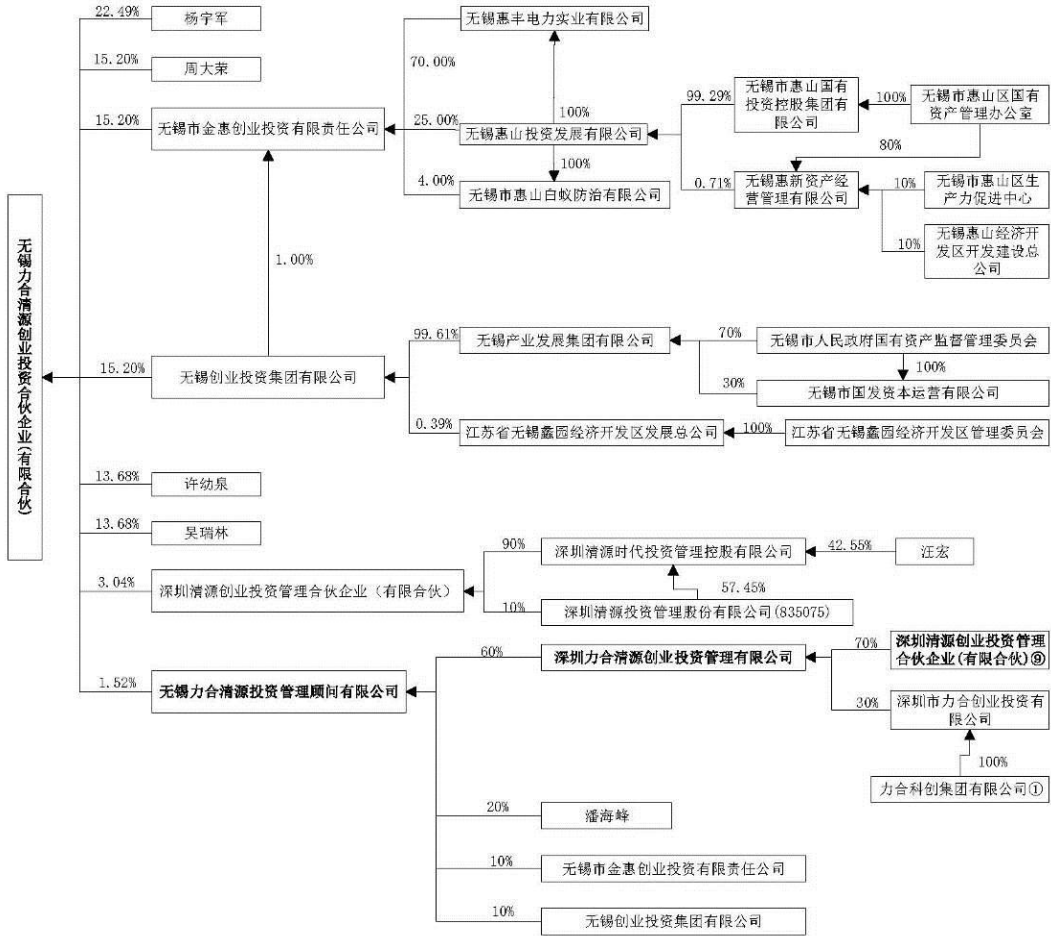 22.49%
杨宇军
无锡惠丰电力实业有限公司
15.20%
周大荣
70.00%
无锡市惠山国有
投资控股集团有
限公司
99.29%
100%
无锡市惠山区国有
资产管理办公室
15.20%
无锡市金惠创业投资有限责任公司
25.00%
100%
无锡惠山投资发展有限公司
80%
100%
4.00%
无锡市惠山白蚁防治有限公司
0.71%
无锡惠新资产经
营管理有限公司
10%
无锡市惠山区生
产力促进中心
10%
无锡惠山经济开
发区开发建设总
公司
1.00%
无锡力合清源创业投资合伙企业(有限合伙)
99.61%
无锡产业发展集团有限公司
70%
无锡市人民政府国有资产监督管理委员会
15.20%
无锡创业投资集团有限公司
100%
30%
无锡市国发资本运营有限公司
0.39%
江苏省无锡蠡园经济开发区发展总公司
100%
江苏省无锡蠡园经济开发区管理委员会
13.68%
许幼泉
13.68%
吴瑞林
90%
深圳清源时代投资管理控股有限公司
42.55%
汪宏
3.04%
深圳清源创业投资管理合伙企业（有限合伙）
57.45%
10%
深圳清源投资管理股份有限公司(835075)
60%
深圳力合清源创业投资管理有限公司
70%
深圳清源创业投资管理
合伙企业(有限合伙)⑨
1.52%
无锡力合清源投资管理顾问有限公司
30%
深圳市力合创业投资有
限公司
100%
力合科创集团有限公司①
20%
潘海峰
10%
无锡市金惠创业投资有限责任公司
10%
无锡创业投资集团有限公司